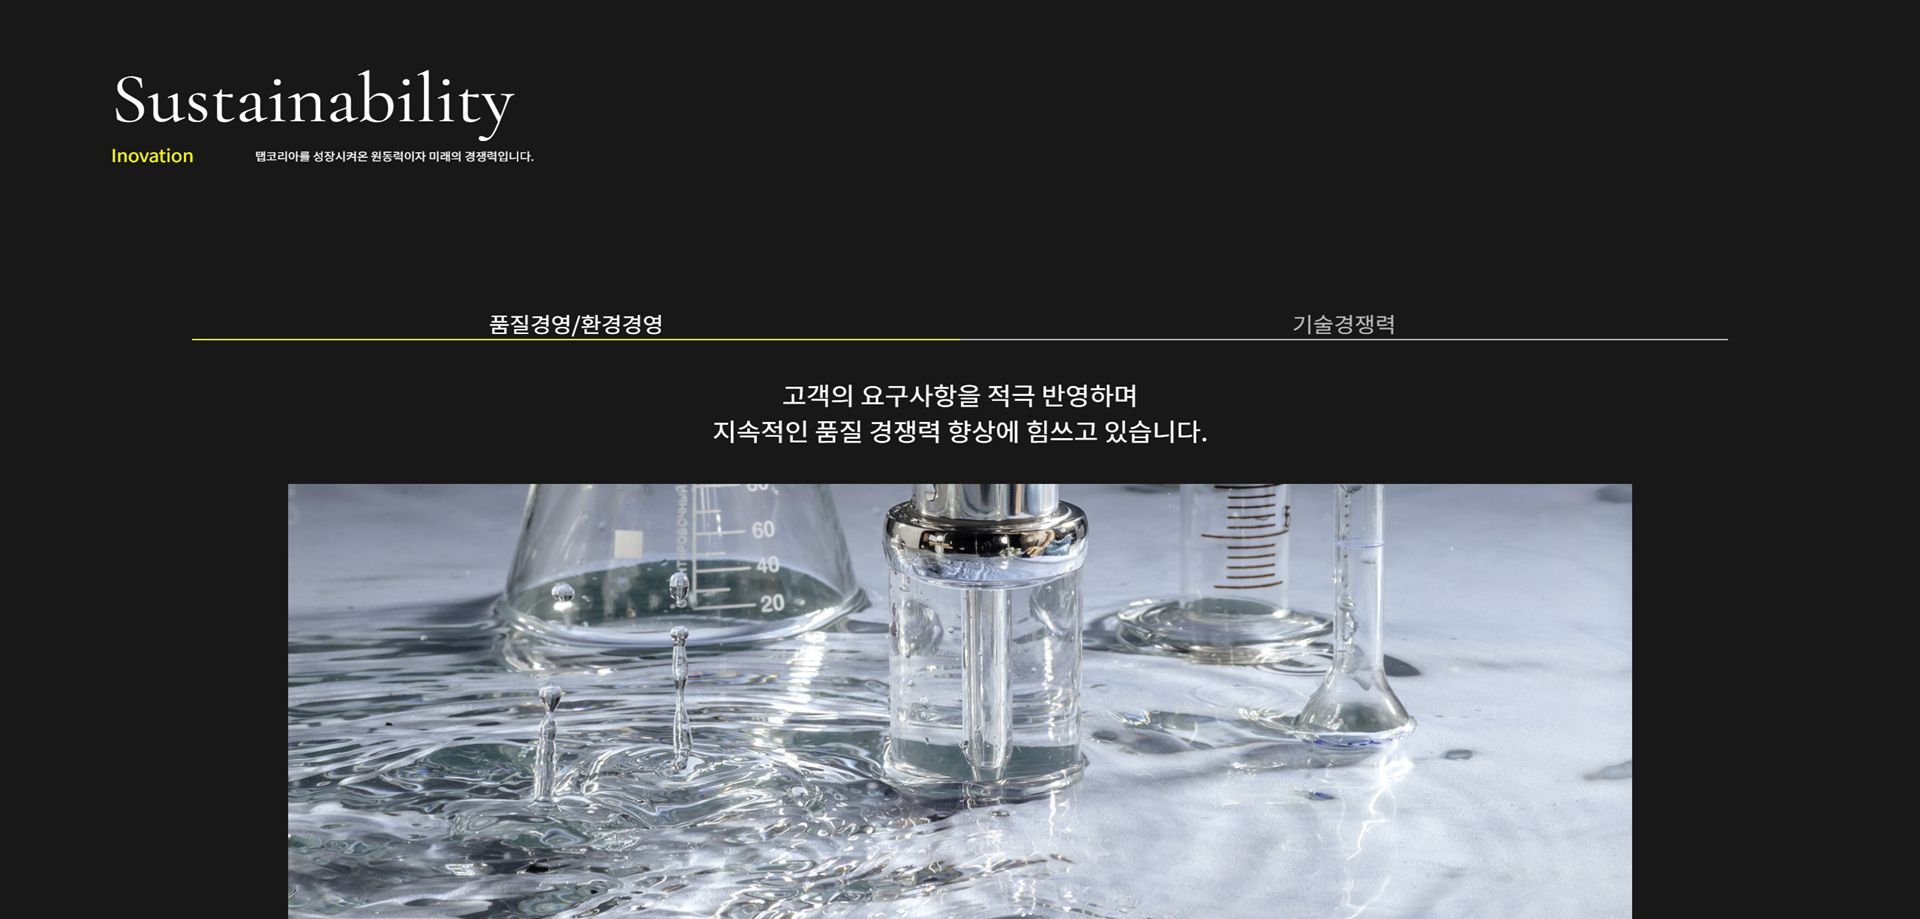 Sustainability
Inovation
탭코리아를 성장시켜온 원동력이자 미래의 경쟁력입니다.
품질경영/환경경영
기술경쟁력
고객의 요구사항을 적극 반영하며
지속적인 품질 경쟁력 향상에 힘쓰고 있습니다.
60
40
20